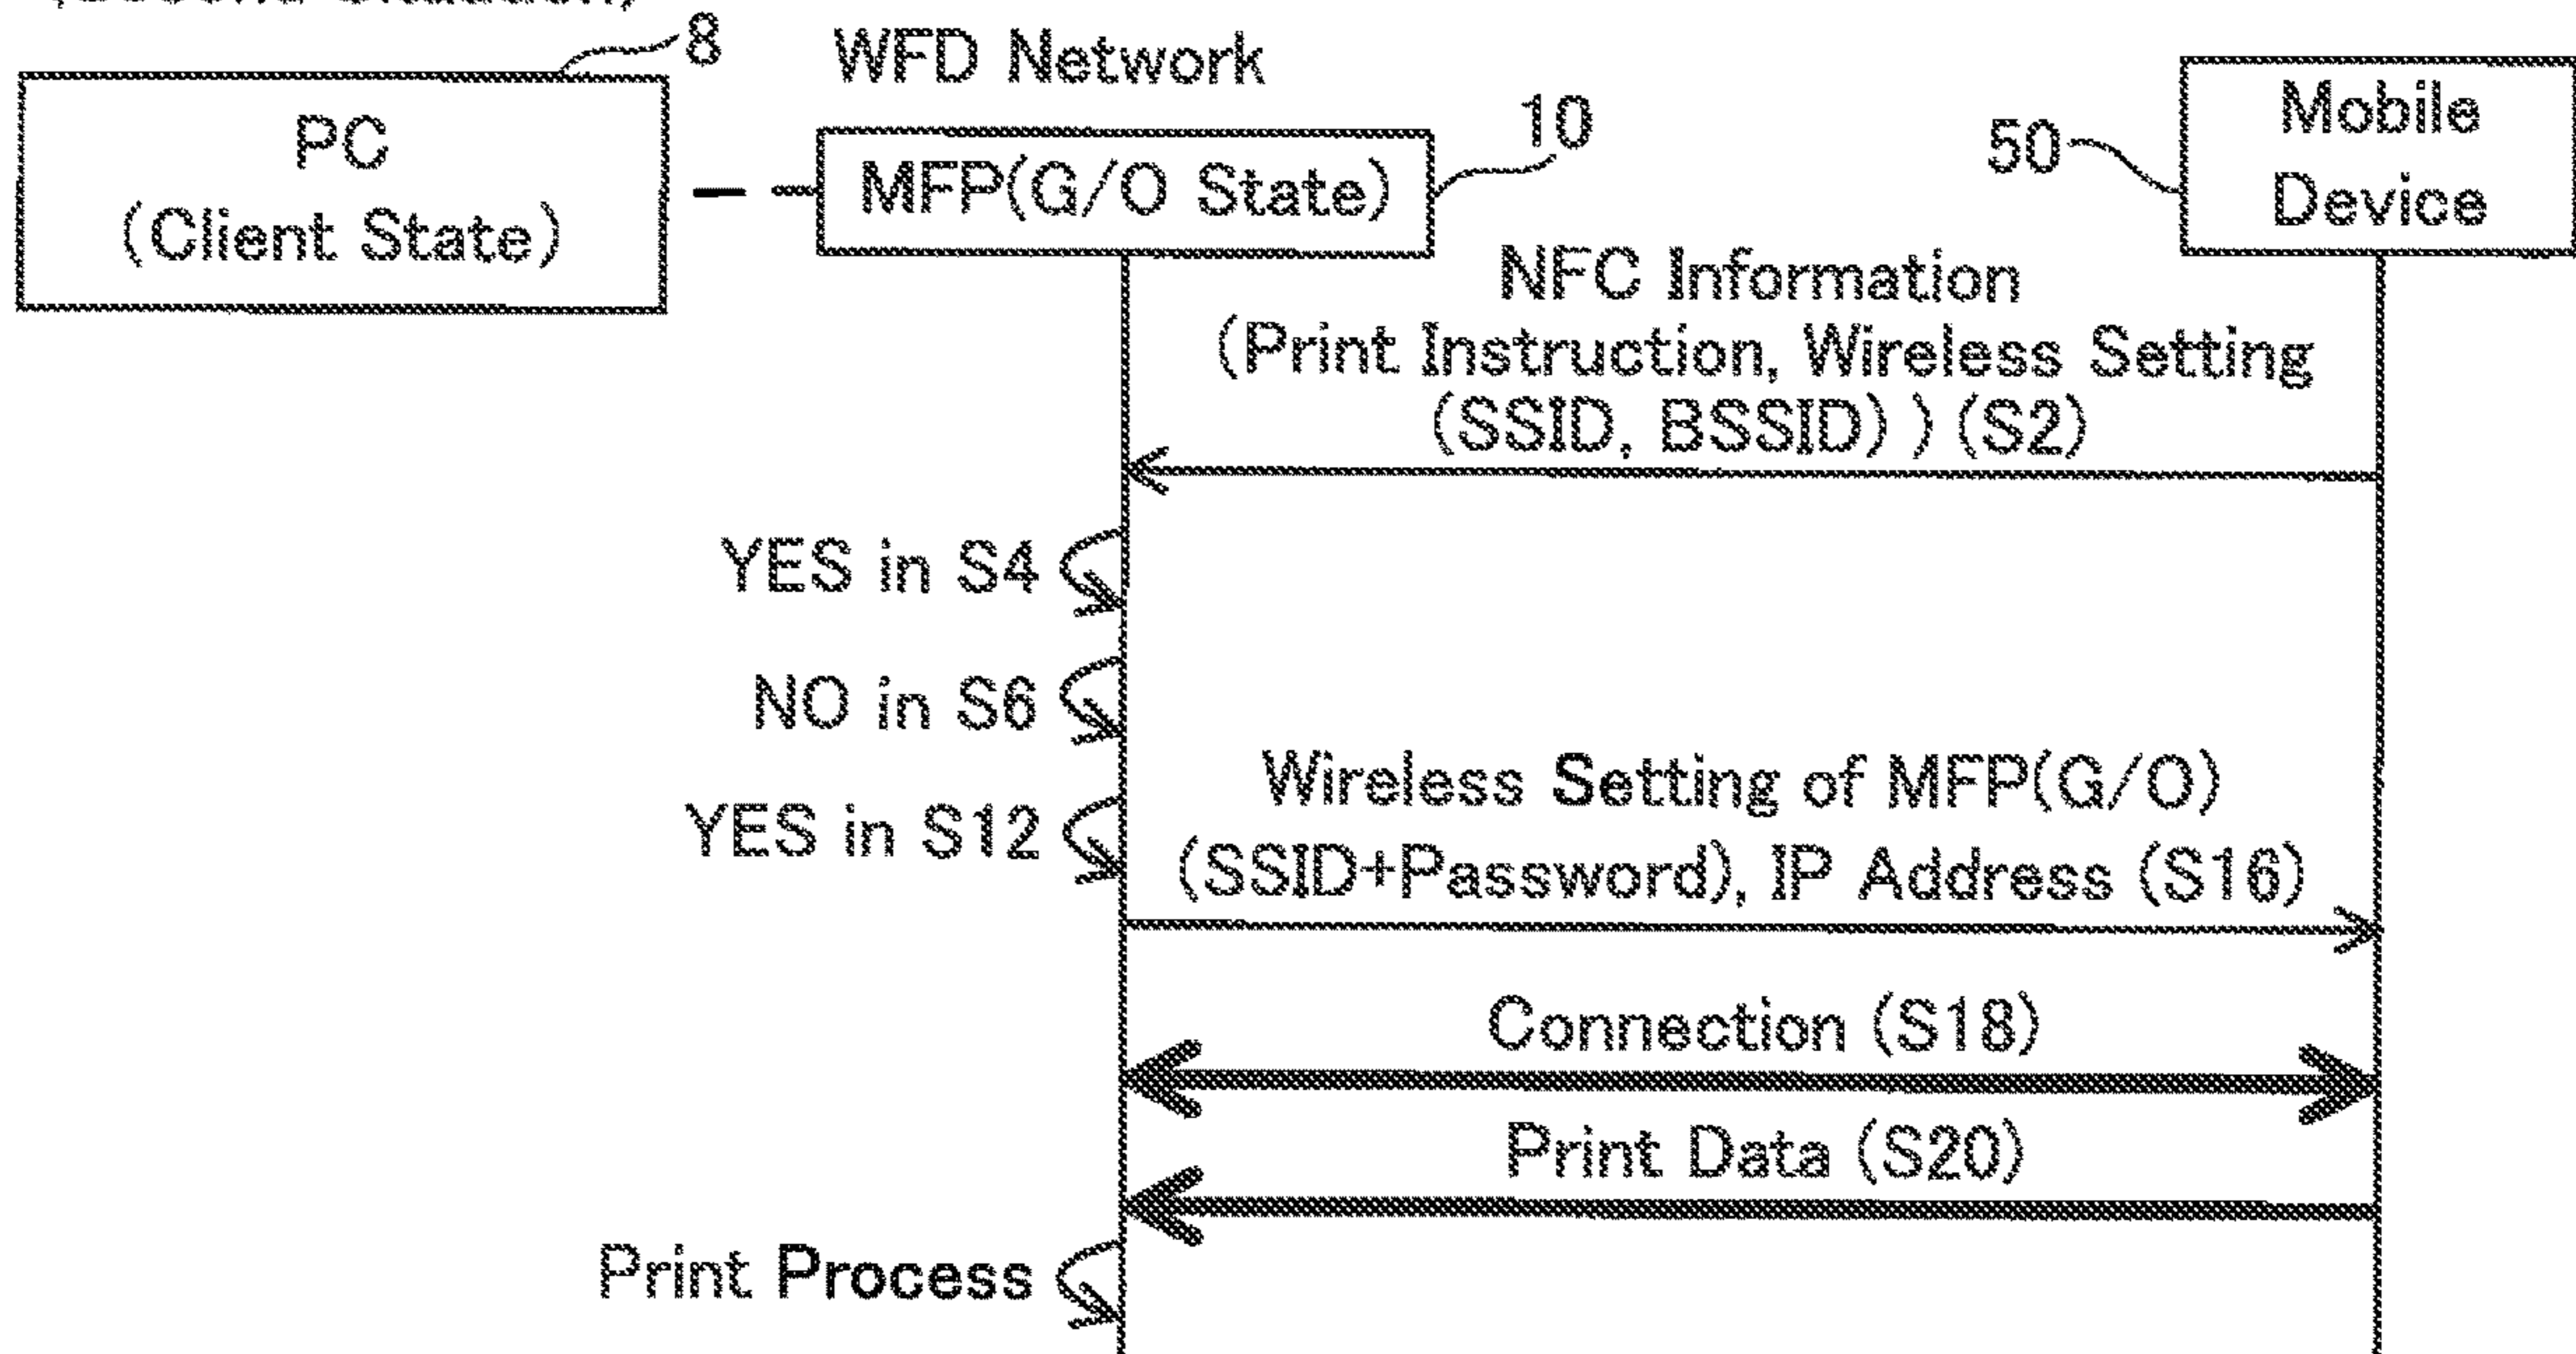 8
WFD Network
PC
(Client State)
MFP(G/O State)
10
50
Mobile
Device
NFC Information
(Print Instruction, Wireless Setting
(SSID, BSSID) ) (S2)
YES in S4
NO in S6
YES in S12
Wireless Setting of MFP(G/O)
(SSID+Password), IP Address (S16)
Connection (S18)
Print Data (S20)
Print Process